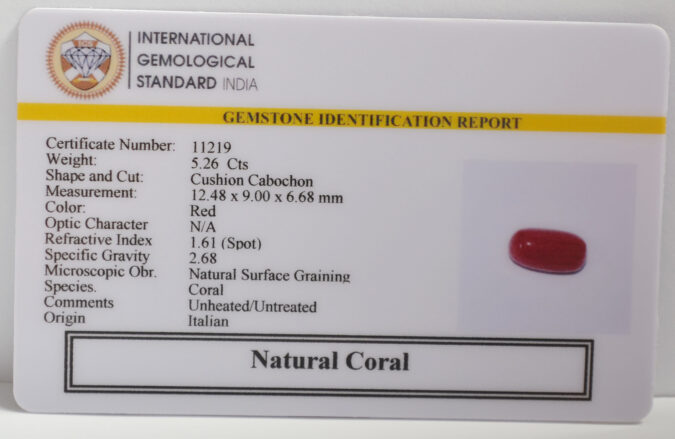 INTERNATIONAL
GEMOLOGICAL
STANDARD INDIA
GEMSTONE IDENTIFICATION REPORT
Certificate Number: 11219
Weight: 5.26 Cts
Shape and Cut: Cushion Cabochon
Measurement: 12.48 x 9.00 x 6.68 mm
Color: Red
Optic Character N/A
Refractive Index 1.61 (Spot)
Specific Gravity 2.68
Microscopic Obr. Natural Surface Graining
Species. Coral
Comments Unheated/Untreated
Origin Italian
Natural Coral